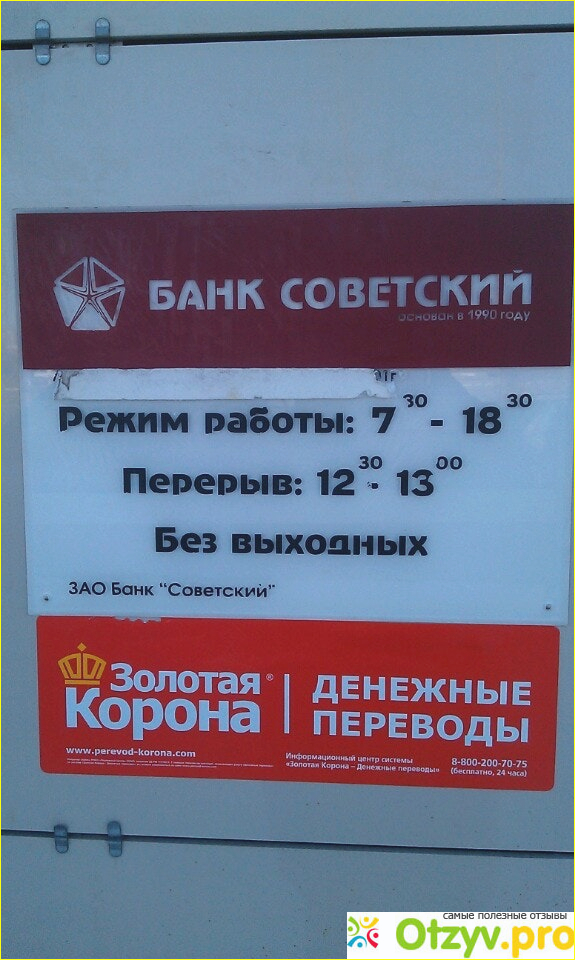 БАНК СОВЕТСКИЙ
основан в 1990 году
Режим работы: 7 30 - 18 30
Перерыв: 12 30 - 13 00
Без выходных
ЗАО Банк "Советский"
Золотая ®
Корона
ДЕНЕЖНЫЕ
ПЕРЕВОДЫ
www.perevod-korona.com
Информационный центр системы
«Золотая Корона – Денежные переводы»
8-800-200-70-75
(бесплатно, 24 часа)
самые полезные отзывы
Otzyv.pro